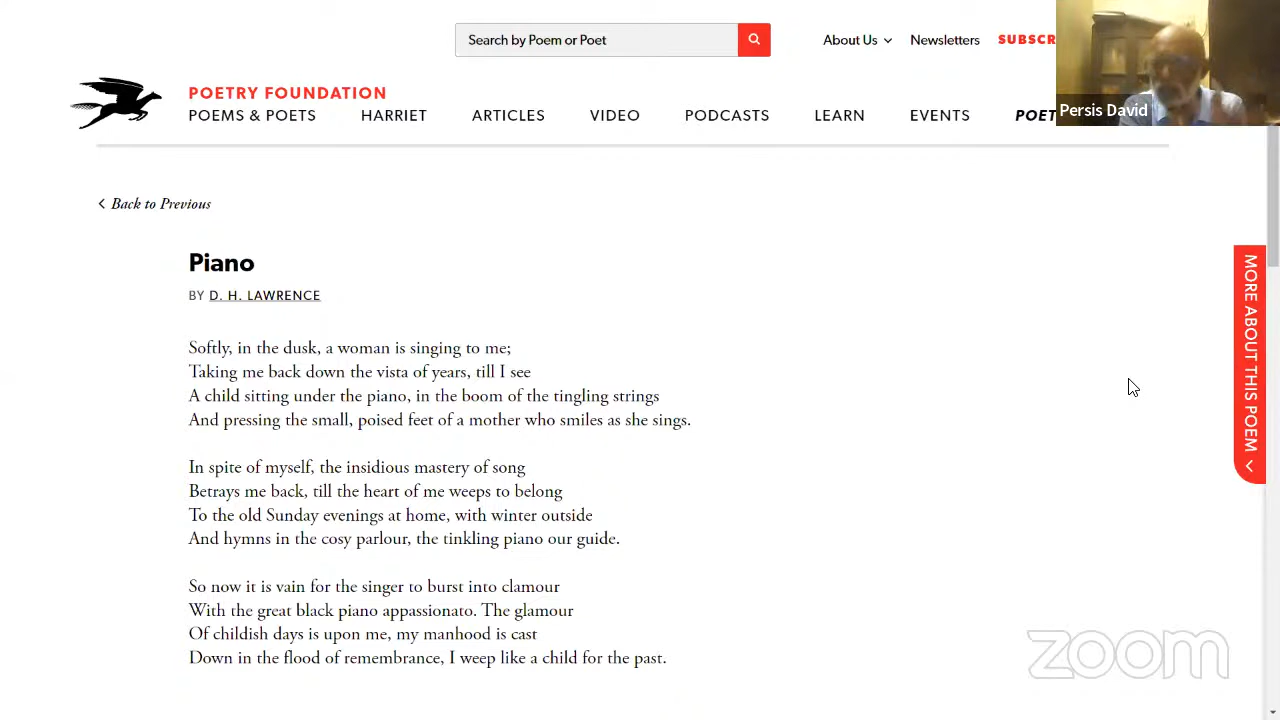 Search by Poem or Poet
About Us
Newsletters
SUBSCR
POETRY FOUNDATION
POEMS & POETS
HARRIET
ARTICLES
VIDEO
PODCASTS
LEARN
EVENTS
POET
Persis David
Back to Previous
Piano
BY D. H. LAWRENCE
Softly, in the dusk, a woman is singing to me;
Taking me back down the vista of years, till I see
A child sitting under the piano, in the boom of the tingling strings
And pressing the small, poised feet of a mother who smiles as she sings.
In spite of myself, the insidious mastery of song
Betrays me back, till the heart of me weeps to belong
To the old Sunday evenings at home, with winter outside
And hymns in the cosy parlour, the tinkling piano our guide.
So now it is vain for the singer to burst into clamour
With the great black piano appassionato. The glamour
Of childish days is upon me, my manhood is cast
Down in the flood of remembrance, I weep like a child for the past.
MORE ABOUT THIS POEM
zoom